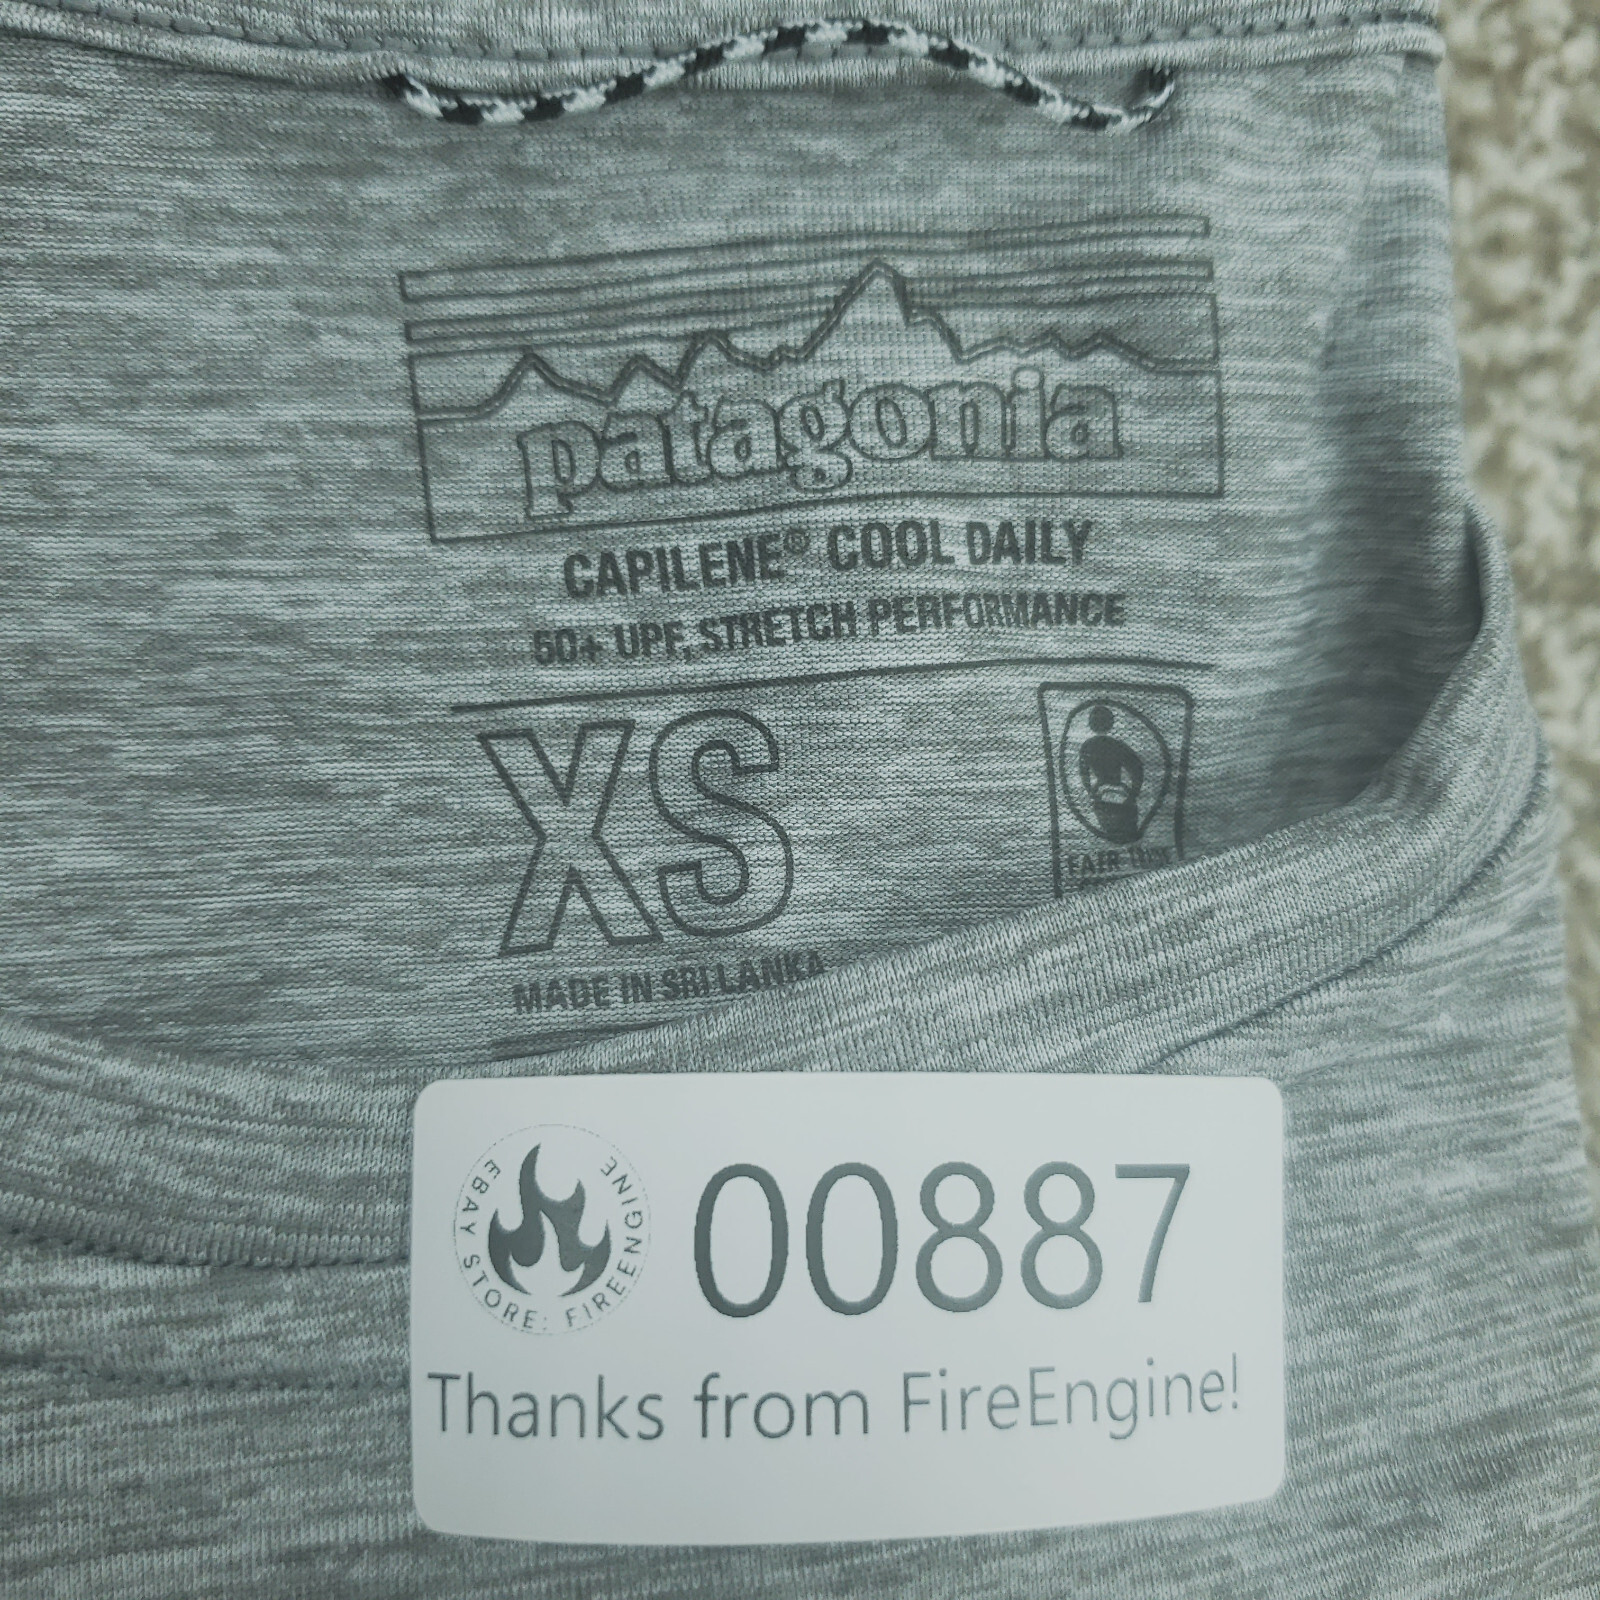 patagonia
CAPILENE® COOL DAILY
50+ UPF, STRETCH PERFORMANCE
XS
FAIR
MADE IN SRI LANKA
EBAY STORE: FIREENGINE
00887
Thanks from FireEngine!